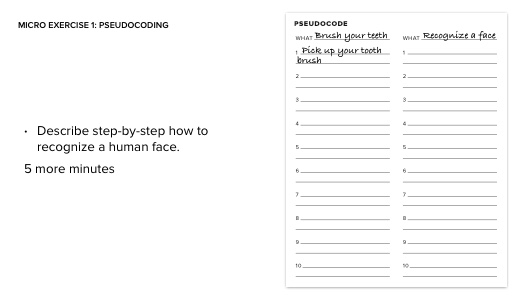 MICRO EXERCISE 1: PSEUDOCODING
• Describe step-by-step how to
recognize a human face.
5 more minutes
PSEUDOCODE
WHAT Brush your teeth
1 Pick up your tooth
brush
2
3
4
5
6
7
8
9
10
WHAT Recognize a face
1
2
3
4
5
6
7
8
9
10